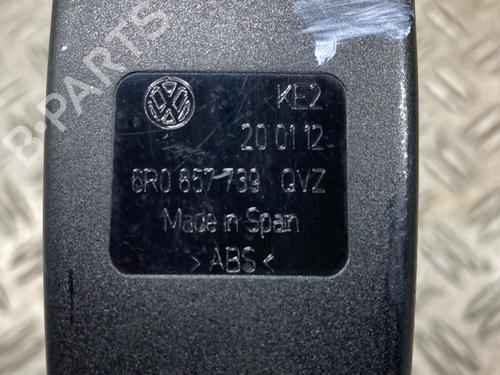 B-PARTS
KE2
20 01 12
6R0 857 739 QVZ
Made in Spain
>ABS<